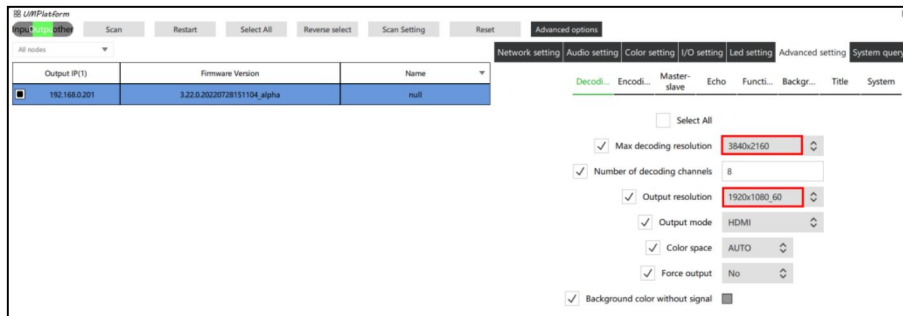 UMPlatform
Input Output other Scan Restart Select All Reverse select Scan Setting Reset Advanced options
All nodes
Network setting Audio setting Color setting I/O setting Led setting Advanced setting System query
Output IP(1) Firmware Version Name
Decodi... Encodi... Master-slave Echo Functi... Backgr... Title System
192.168.0.201 3.22.0.20220728151104_alpha null
Select All
Max decoding resolution 3840x2160
Number of decoding channels 8
Output resolution 1920x1080_60
Output mode HDMI
Color space AUTO
Force output No
Background color without signal